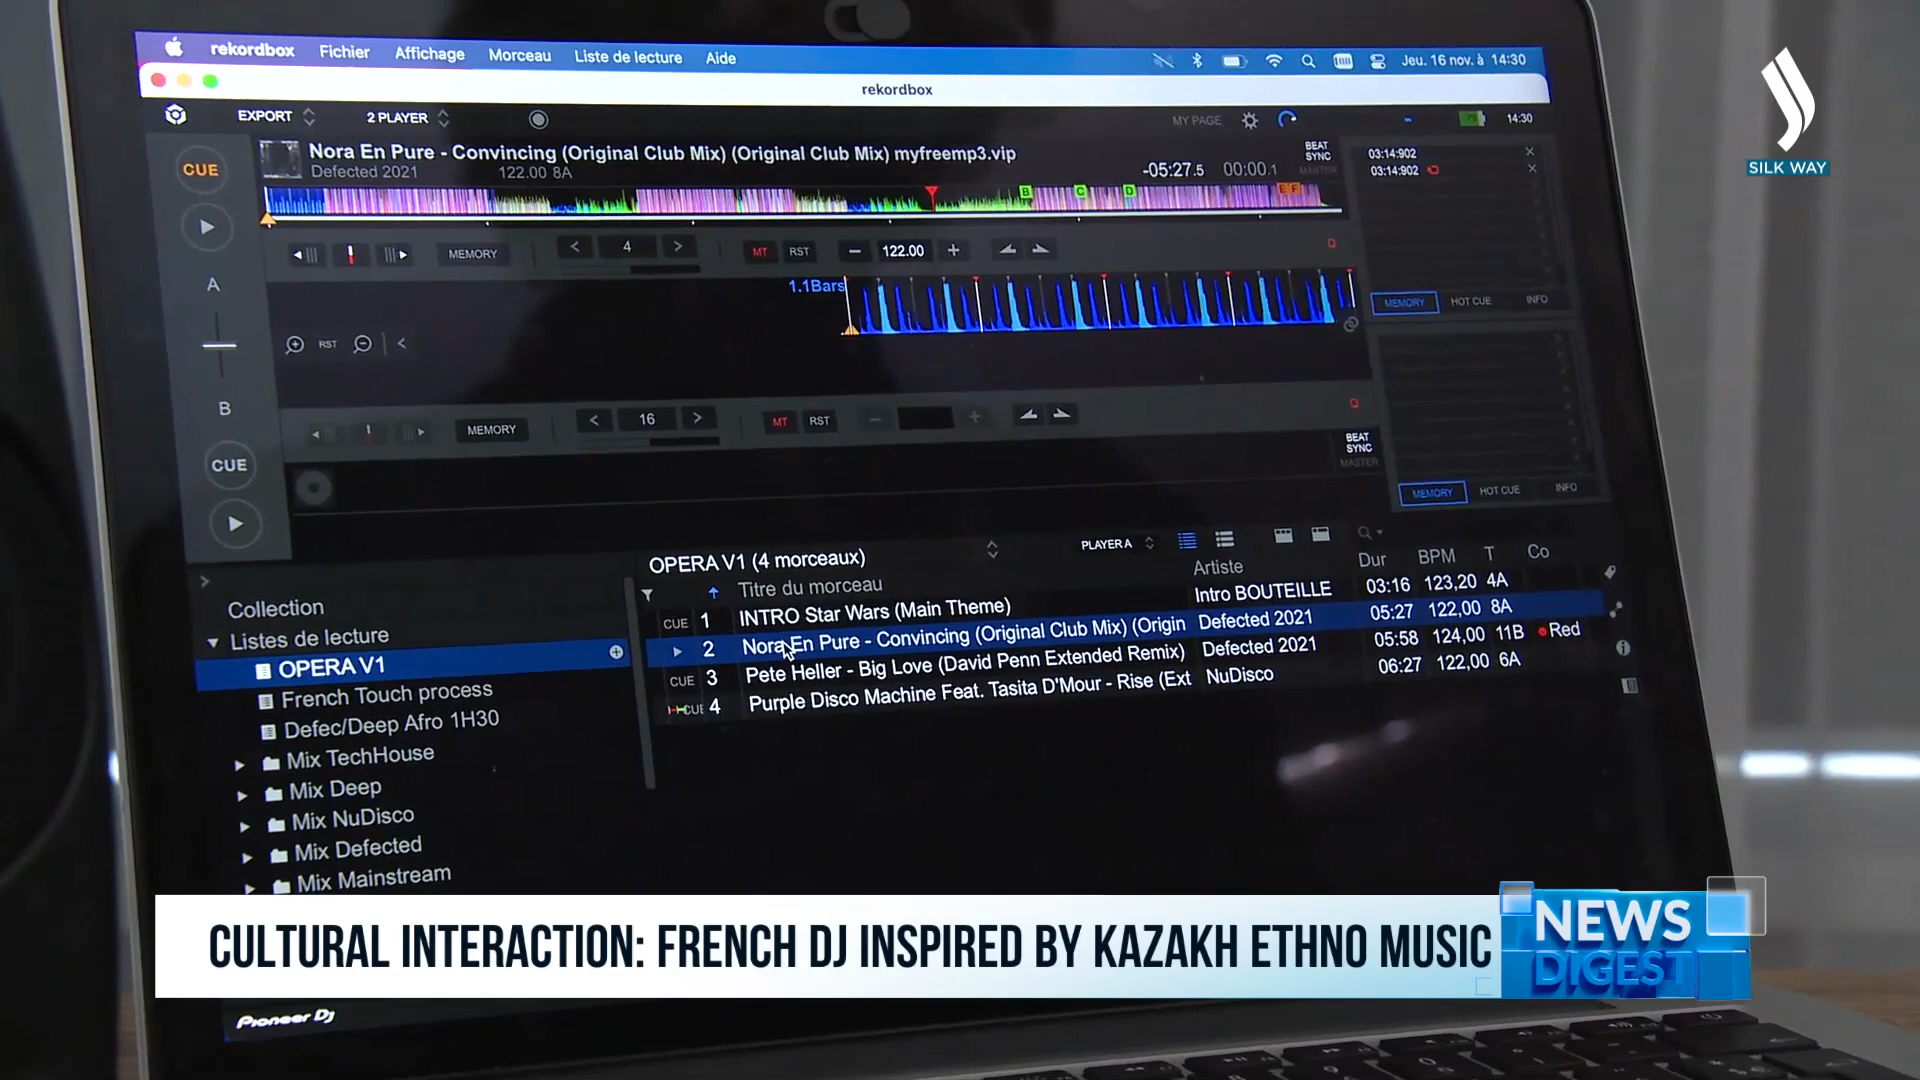 rekordbox Fichier Affichage Morceau Liste de lecture Aide
Jeu. 16 nov. à 14:30
rekordbox
EXPORT 2 PLAYER
MY PAGE
14:30
SILK WAY
CUE
Nora En Pure - Convincing (Original Club Mix) (Original Club Mix) myfreemp3.vip
Defected 2021 122.00 8A
-05:27.5 00:00.1
BEAT SYNC
MASTER
03:14:902
03:14:902
B C D E F
MEMORY < 4 > MT RST − 122.00 +
Q
A
1.1Bars
MEMORY HOT CUE INFO
RST
B
MEMORY < 16 > MT RST − +
Q
CUE
BEAT SYNC
MASTER
MEMORY HOT CUE INFO
OPERA V1 (4 morceaux)
PLAYER A
Titre du morceau Artiste Dur BPM T Co
CUE 1 INTRO Star Wars (Main Theme) Intro BOUTEILLE 03:16 123,20 4A
2 Nora En Pure - Convincing (Original Club Mix) (Origin Defected 2021 05:27 122,00 8A
CUE 3 Pete Heller - Big Love (David Penn Extended Remix) Defected 2021 05:58 124,00 11B Red
CUE 4 Purple Disco Machine Feat. Tasita D'Mour - Rise (Ext NuDisco 06:27 122,00 6A
Collection
Listes de lecture
OPERA V1
French Touch process
Defec/Deep Afro 1H30
Mix TechHouse
Mix Deep
Mix NuDisco
Mix Defected
Mix Mainstream
CULTURAL INTERACTION: FRENCH DJ INSPIRED BY KAZAKH ETHNO MUSIC
NEWS
DIGEST
Pioneer Dj